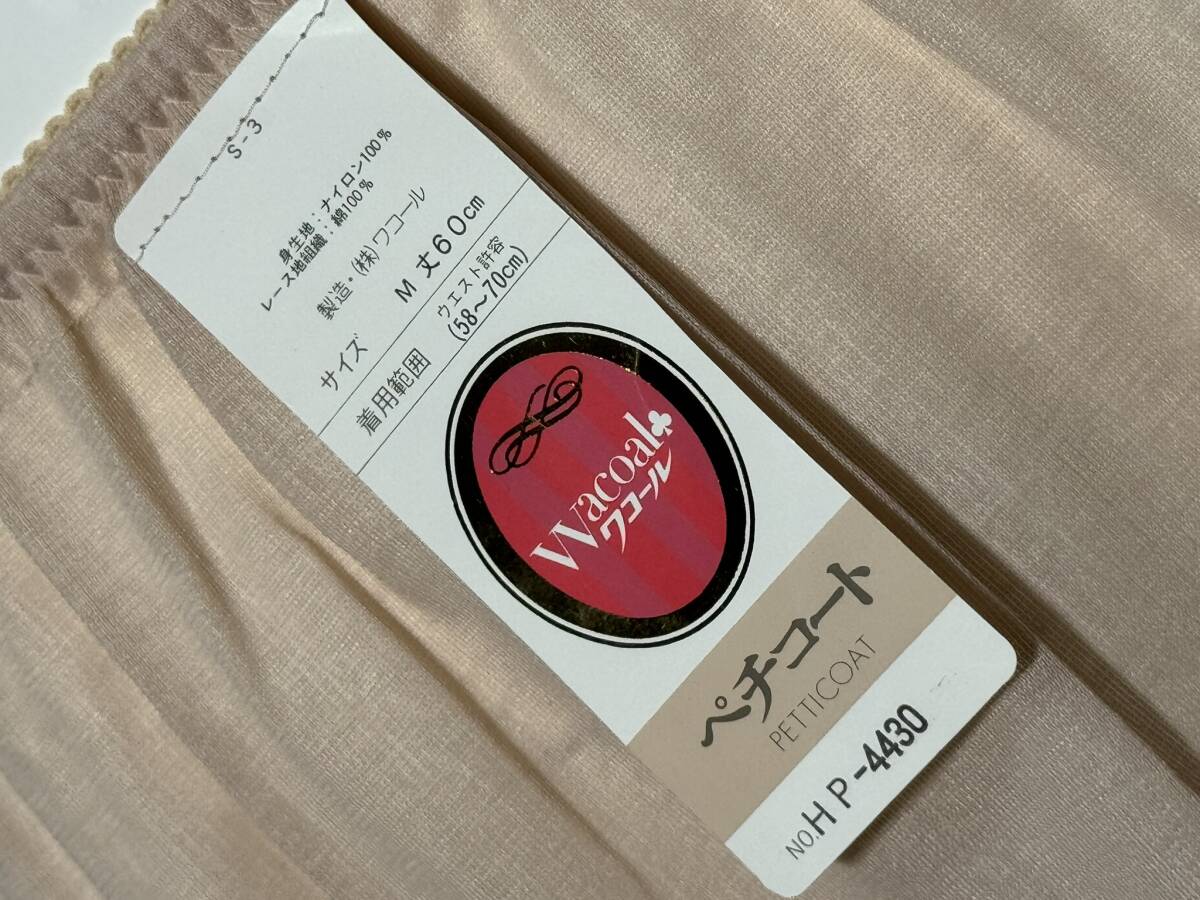 S-3
身生地:ナイロン100%
レース地組織:綿100%
製造・(株)ワコール
サイズ M 丈60cm
着用範囲 ウエスト許容
(58〜70cm)
Wacoal
ワコール
ペチコート
PETTICOAT
NO.HP-4430